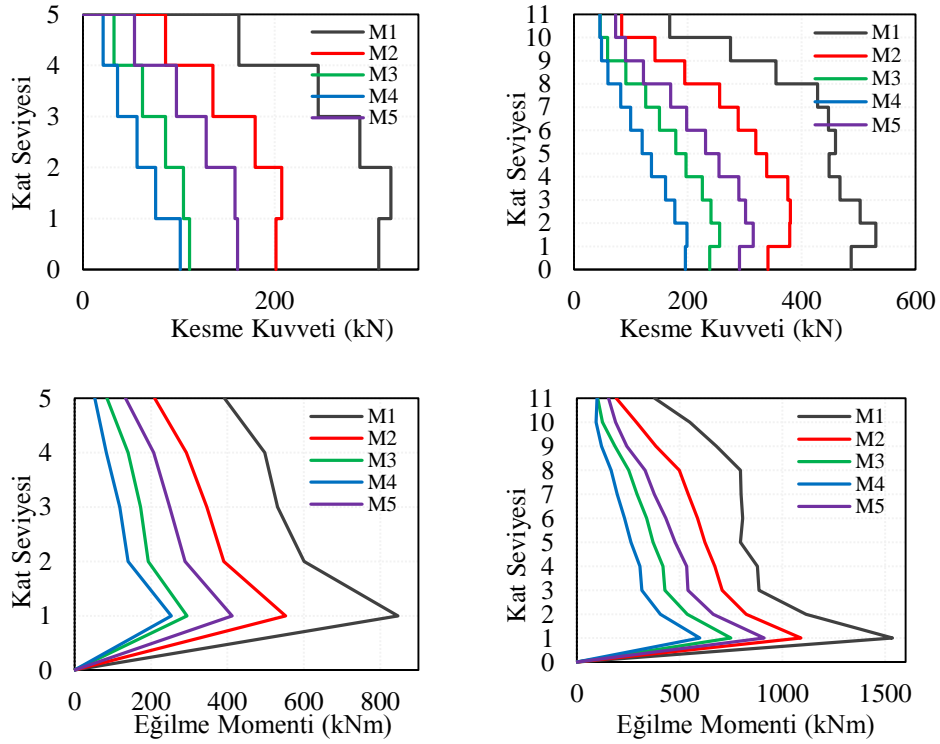 5
4
3
2
1
0
Kat Seviyesi
M1
M2
M3
M4
M5
0
200
Kesme Kuvveti (kN)
11
10
9
8
7
6
5
4
3
2
1
0
Kat Seviyesi
M1
M2
M3
M4
M5
0
200
400
600
Kesme Kuvveti (kN)
5
4
3
2
1
0
Kat Seviyesi
M1
M2
M3
M4
M5
0
200
400
600
800
Eğilme Momenti (kNm)
11
10
9
8
7
6
5
4
3
2
1
0
Kat Seviyesi
M1
M2
M3
M4
M5
0
500
1000
1500
Eğilme Momenti (kNm)